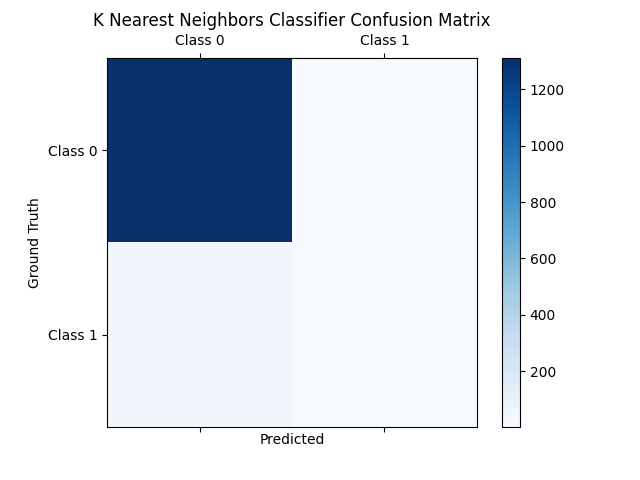 K Nearest Neighbors Classifier Confusion Matrix
Class 0 Class 1
Class 0
Class 1
Ground Truth
Predicted
1200
1000
800
600
400
200